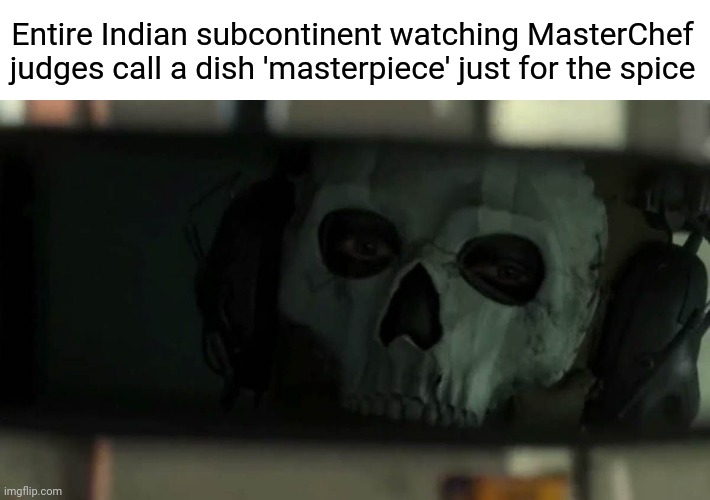 Entire Indian subcontinent watching MasterChef
judges call a dish 'masterpiece' just for the spice
imgflip.com